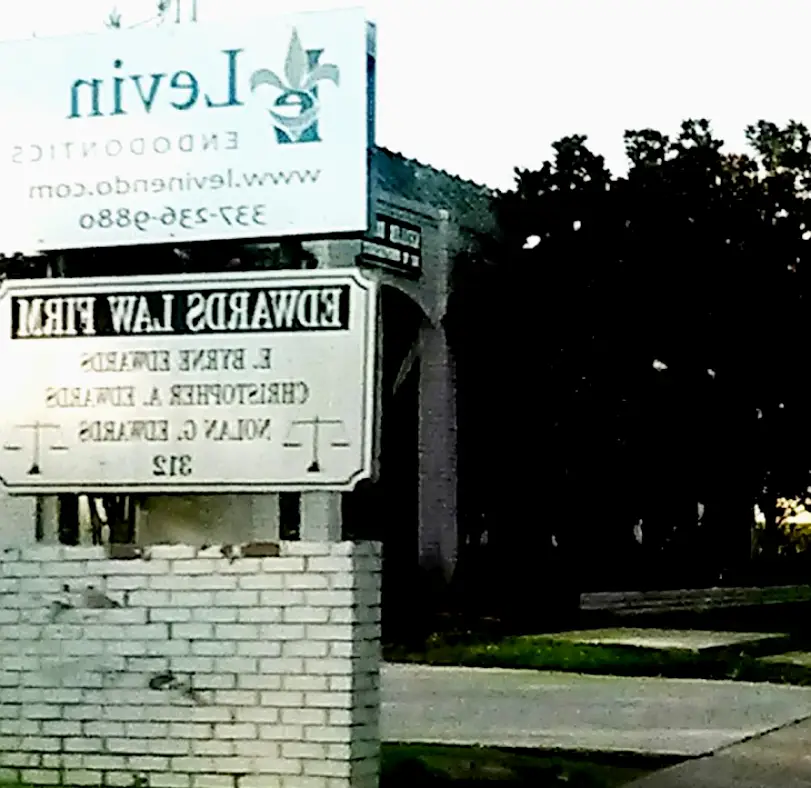 Levin
e
ENDODONTICS
www.levinendo.com
337-236-9880
EDWARDS LAW FIRM
E. BYRNE EDWARDS
CHRISTOPHER A. EDWARDS
NOLAN G. EDWARDS
312